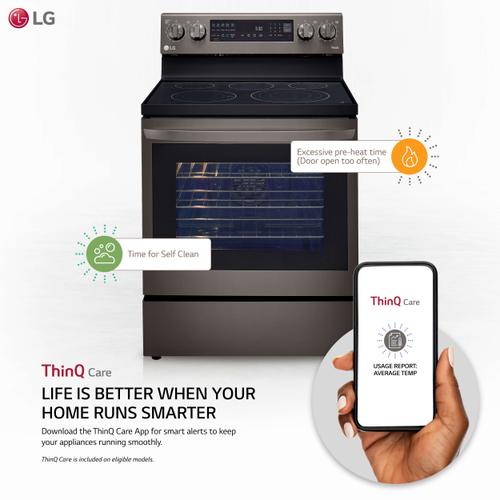 LG
LG
Excessive pre-heat time
(Door open too often)
Time for Self Clean
ThinQ Care
USAGE REPORT:
AVERAGE TEMP
ThinQ Care
LIFE IS BETTER WHEN YOUR
HOME RUNS SMARTER
Download the ThinQ Care App for smart alerts to keep
your appliances running smoothly.
ThinQ Care is included on eligible models.